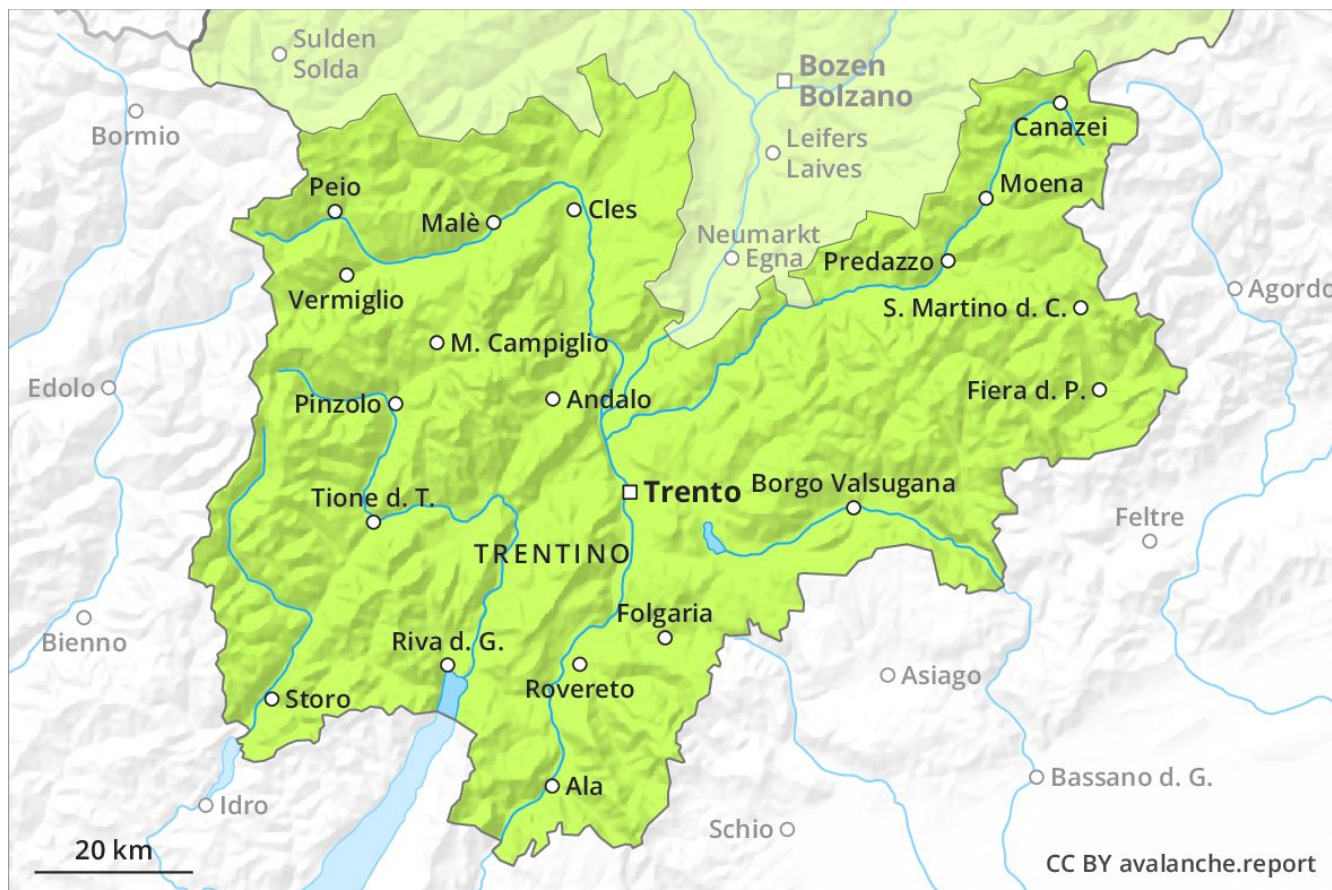 Sulden
Solda
Bozen
Bolzano
Bormio
Canazei
Leifers
Laives
Peio
Moena
Malè
Cles
Neumarkt
Egna
Predazzo
Vermiglio
Agordo
S. Martino d. C.
M. Campiglio
Edolo
Fiera d. P.
Pinzolo
Andalo
Borgo Valsugana
Trento
Tione d. T.
Feltre
TRENTINO
Folgaria
Bienno
Riva d. G.
Asiago
Rovereto
Storo
Bassano d. G.
Ala
Idro
Schio
20 km
CC BY avalanche.report